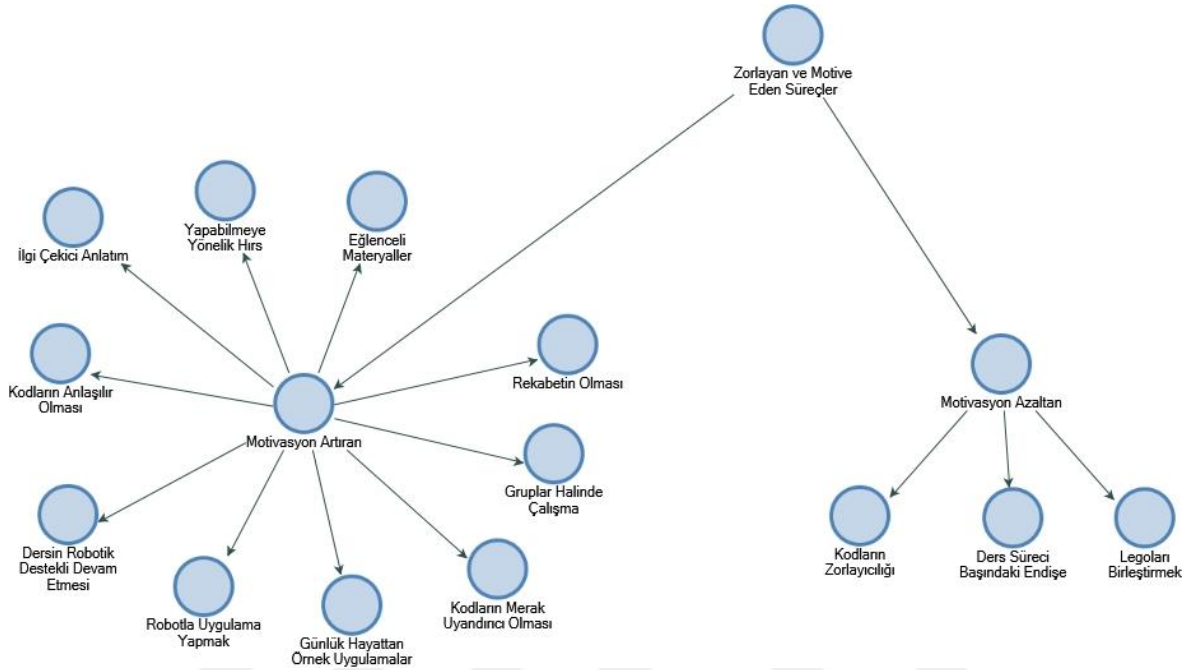 Zorlayan ve Motive
Eden Süreçler
İlgi Çekici Anlatım
Yapabilmeye
Yönelik Hırs
Eğlenceli
Materyaller
Kodların Anlaşılır
Olması
Rekabetin Olması
Motivasyon Artıran
Motivasyon Azaltan
Gruplar Halinde
Çalışma
Dersin Robotik
Destekli Devam
Etmesi
Robotla Uygulama
Yapmak
Günlük Hayattan
Örnek Uygulamalar
Kodların Merak
Uyandırıcı Olması
Kodların
Zorlayıcılığı
Ders Süreci
Başındaki Endişe
Legoları
Birleştirmek